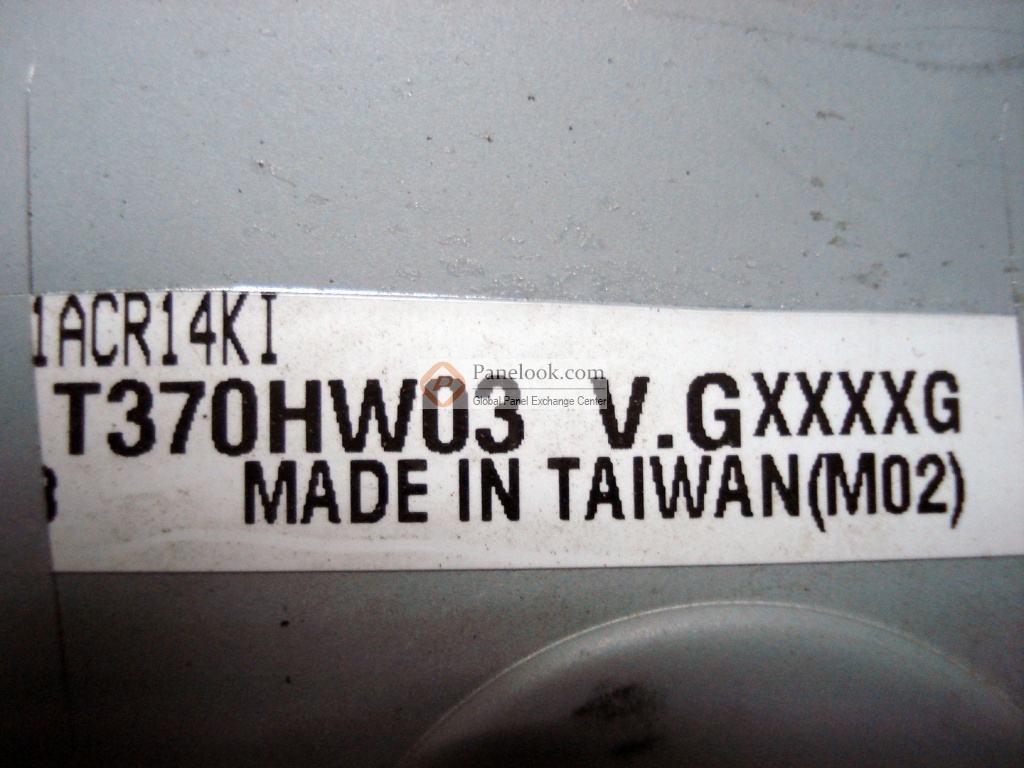 1ACR14KI
Panelook.com
Global Panel Exchange Center
T370HW03 V.GXXXXG
MADE IN TAIWAN(M02)